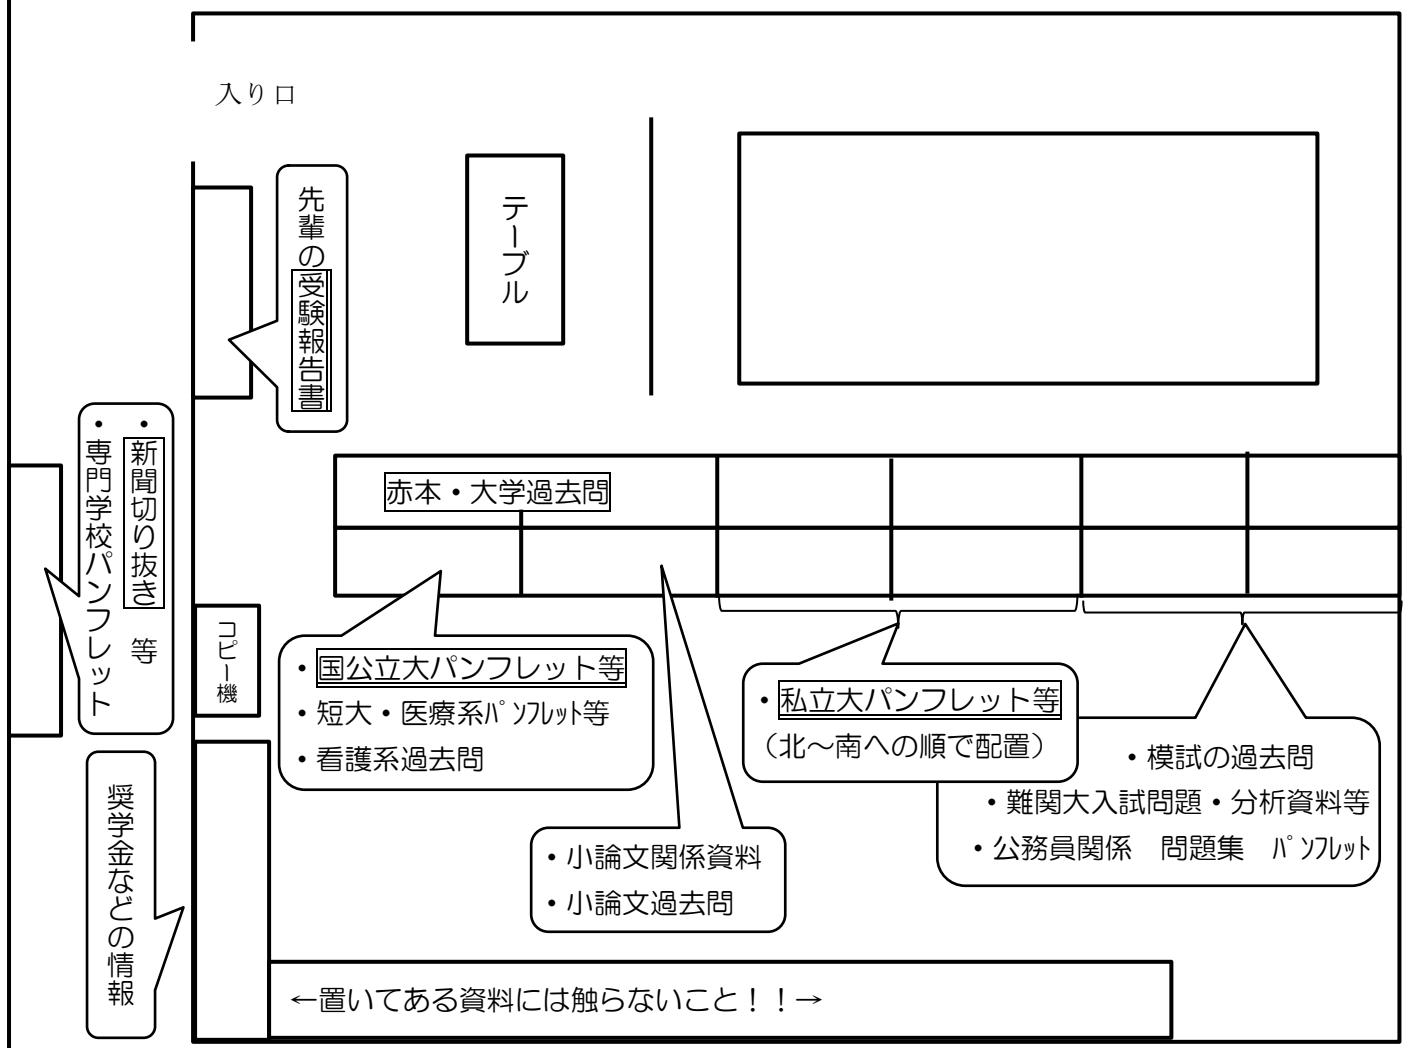 入り口
先輩の受験報告書
テーブル
・新聞切り抜き　等
・専門学校パンフレット
赤本・大学過去問
コピー機
・国公立大パンフレット等
・短大・医療系ﾊﾟﾝﾌﾚｯﾄ等
・看護系過去問
・私立大パンフレット等
（北～南への順で配置）
・模試の過去問
・難関大入試問題・分析資料等
・公務員関係　問題集　ﾊﾟﾝﾌﾚｯﾄ
・小論文関係資料
・小論文過去問
奨学金などの情報
←置いてある資料には触らないこと！！→